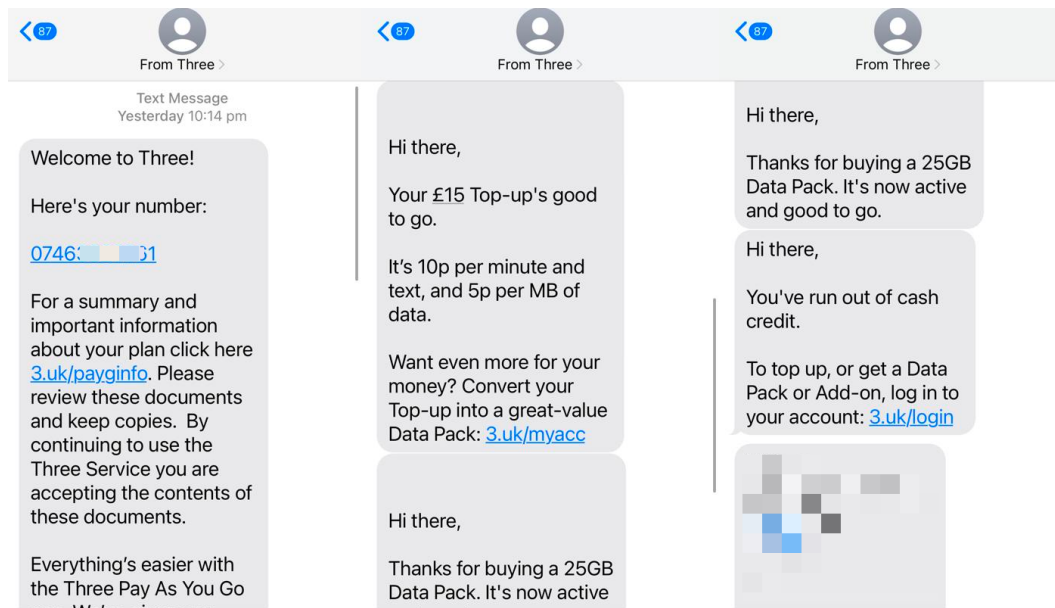 87
From Three
Text Message
Yesterday 10:14 pm
Welcome to Three!
Here's your number:
0746 61
For a summary and
important information
about your plan click here
3.uk/payginfo. Please
review these documents
and keep copies. By
continuing to use the
Three Service you are
accepting the contents of
these documents.
Everything's easier with
the Three Pay As You Go
87
From Three
Hi there,
Your £15 Top-up's good
to go.
It's 10p per minute and
text, and 5p per MB of
data.
Want even more for your
money? Convert your
Top-up into a great-value
Data Pack: 3.uk/myacc
Hi there,
Thanks for buying a 25GB
Data Pack. It's now active
87
From Three
Hi there,
Thanks for buying a 25GB
Data Pack. It's now active
and good to go.
Hi there,
You've run out of cash
credit.
To top up, or get a Data
Pack or Add-on, log in to
your account: 3.uk/login